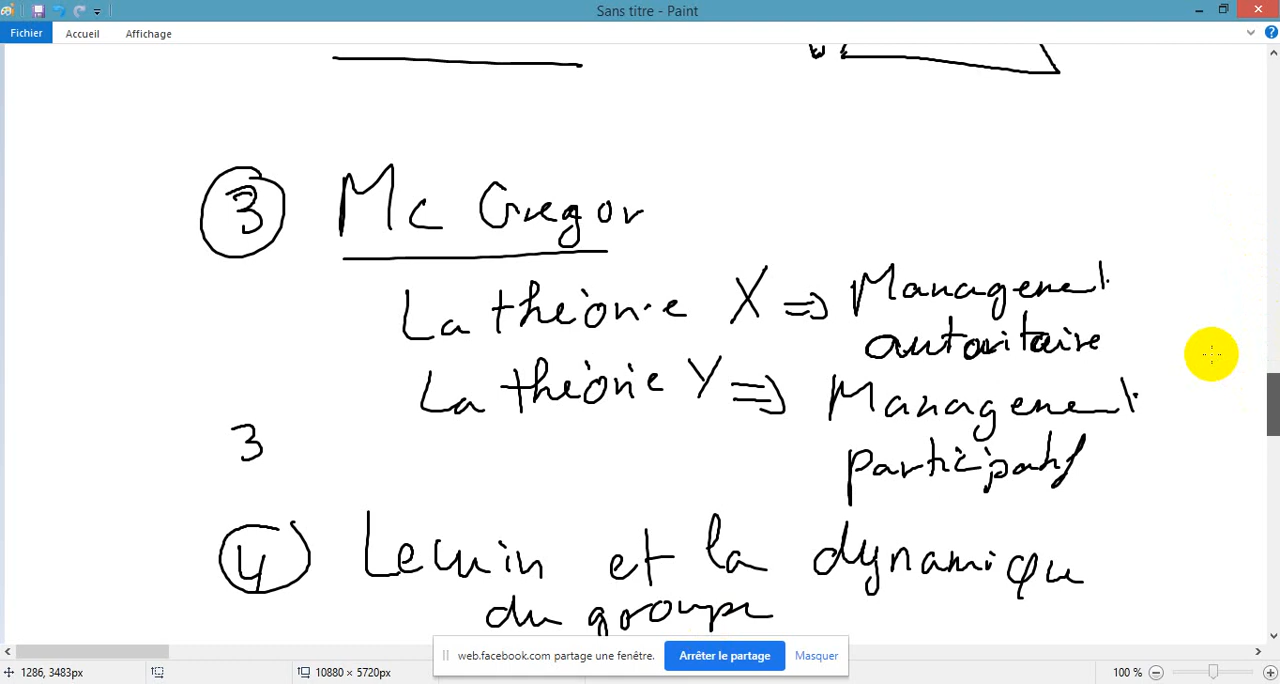 Sans titre - Paint
Fichier Accueil Affichage
③ Mc Gregor
La théorie X => Management
autoritaire
La théorie Y => Management
3
participatif
④ Lewin et la dynamique
du groupe
web.facebook.com partage une fenêtre. Arrêter le partage Masquer
1286, 3483px 10880 × 5720px 100 %